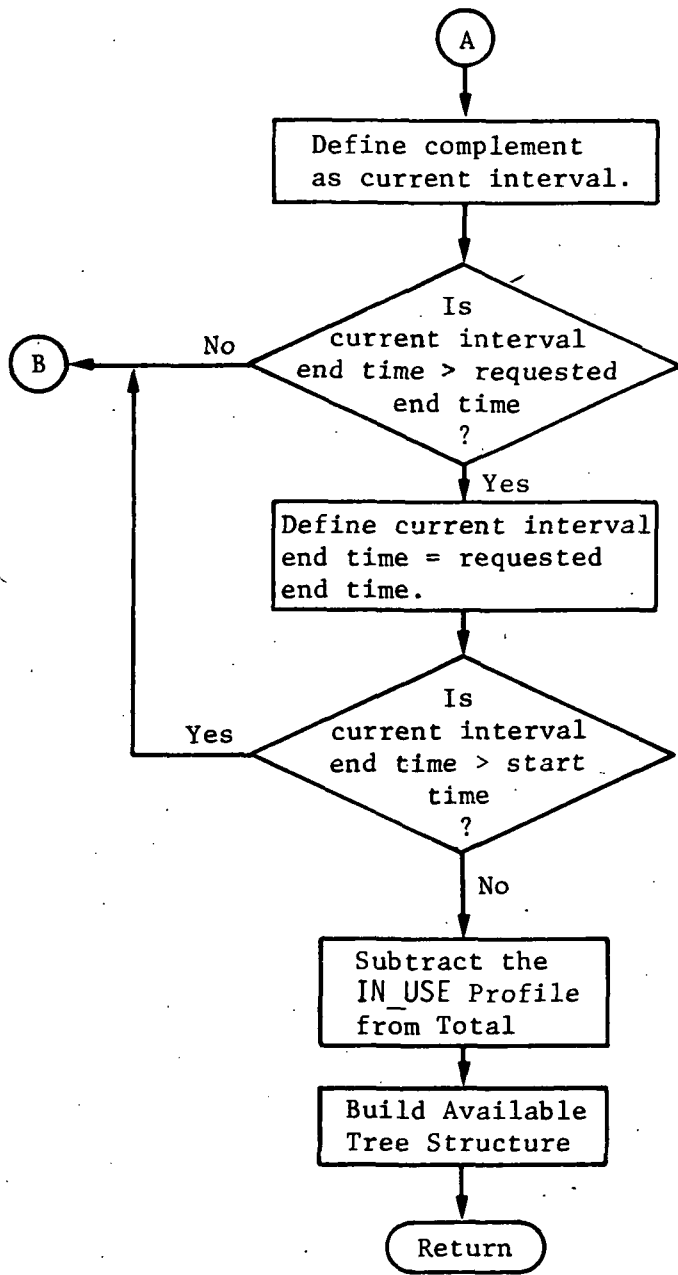 A
Define complement
as current interval.
Is
current interval
end time > requested
end time
?
No
B
Yes
Define current interval
end time = requested
end time.
Is
current interval
end time > start
time
?
Yes
No
Subtract the
IN_USE Profile
from Total
Build Available
Tree Structure
Return